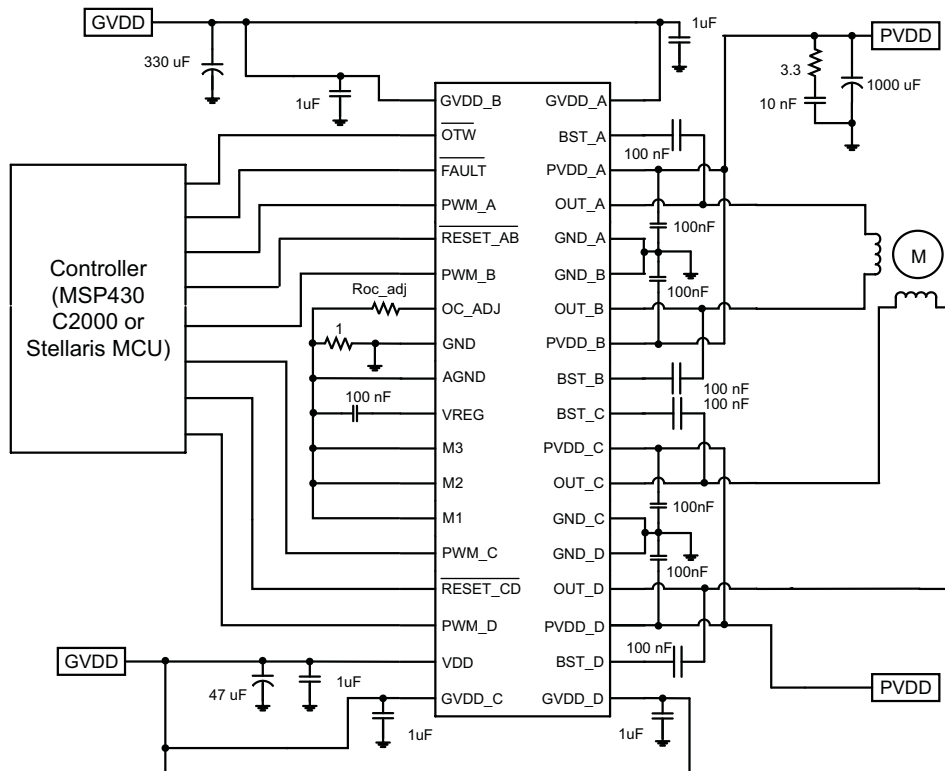 GVDD
330 uF
1uF
1uF
PVDD
3.3
10 nF
1000 uF
Controller
(MSP430
C2000 or
Stellaris MCU)
GVDD_B
OTW
FAULT
PWM_A
RESET_AB
PWM_B
Roc_adj
OC_ADJ
1
GND
AGND
100 nF
VREG
M3
M2
M1
PWM_C
RESET_CD
PWM_D
GVDD
VDD
47 uF
1uF
GVDD_C
1uF
GVDD_A
BST_A
100 nF
PVDD_A
OUT_A
100nF
GND_A
GND_B
100nF
OUT_B
PVDD_B
BST_B
100 nF
100 nF
BST_C
PVDD_C
OUT_C
100nF
GND_C
GND_D
100nF
OUT_D
PVDD_D
100 nF
BST_D
GVDD_D
1uF
M
PVDD